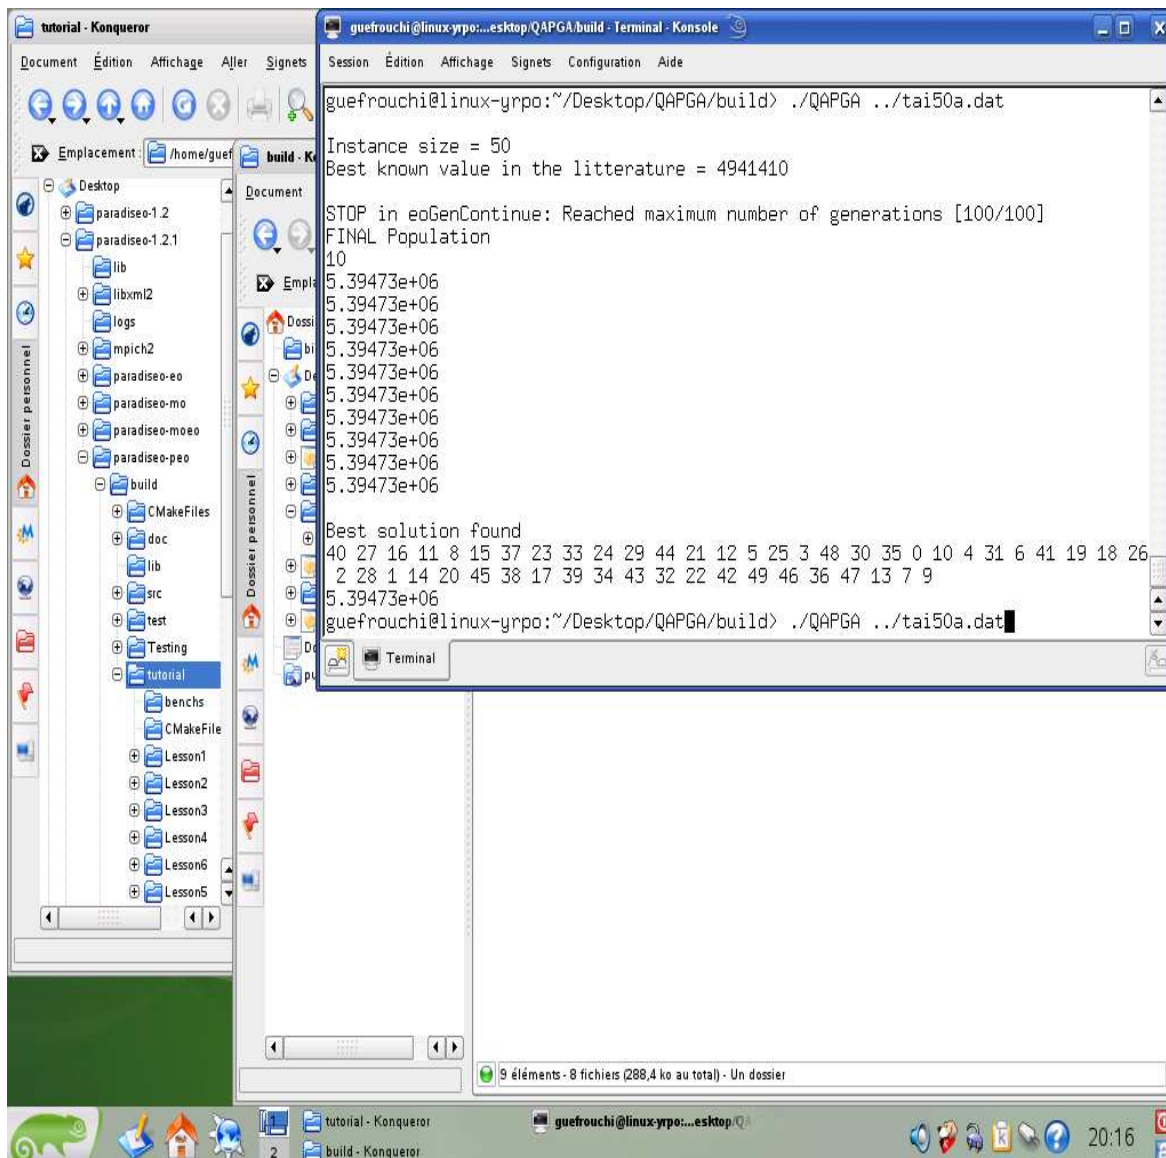 tutorial - Konqueror
Document Édition Affichage Aller Signets
Emplacement : /home/guef
Desktop
paradiseo-1.2
paradiseo-1.2.1
lib
libxml2
logs
mpich2
paradiseo-eo
paradiseo-mo
paradiseo-moeo
paradiseo-peo
build
CMakeFiles
doc
lib
src
test
Testing
tutorial
benchs
CMakeFile
Lesson1
Lesson2
Lesson3
Lesson4
Lesson6
Lesson5
Dossier personnel
build - K
Document
Empla
Dossi
bi
De
Do
pu
Dossier personnel
guefrouchi@linux-yrpo:...esktop/QAPGA/build - Terminal - Konsole
Session Édition Affichage Signets Configuration Aide
guefrouchi@linux-yrpo:~/Desktop/QAPGA/build> ./QAPGA ../tai50a.dat
Instance size = 50
Best known value in the litterature = 4941410
STOP in eoGenContinue: Reached maximum number of generations [100/100]
FINAL Population
10
5.39473e+06
5.39473e+06
5.39473e+06
5.39473e+06
5.39473e+06
5.39473e+06
5.39473e+06
5.39473e+06
5.39473e+06
5.39473e+06
Best solution found
40 27 16 11 8 15 37 23 33 24 29 44 21 12 5 25 3 48 30 35 0 10 4 31 6 41 19 18 26
2 28 1 14 20 45 38 17 39 34 43 32 22 42 49 46 36 47 13 7 9
5.39473e+06
guefrouchi@linux-yrpo:~/Desktop/QAPGA/build> ./QAPGA ../tai50a.dat
Terminal
9 éléments - 8 fichiers (288,4 ko au total) - Un dossier
1
2
tutorial - Konqueror
build - Konqueror
guefrouchi@linux-yrpo:...esktop/QA
20:16